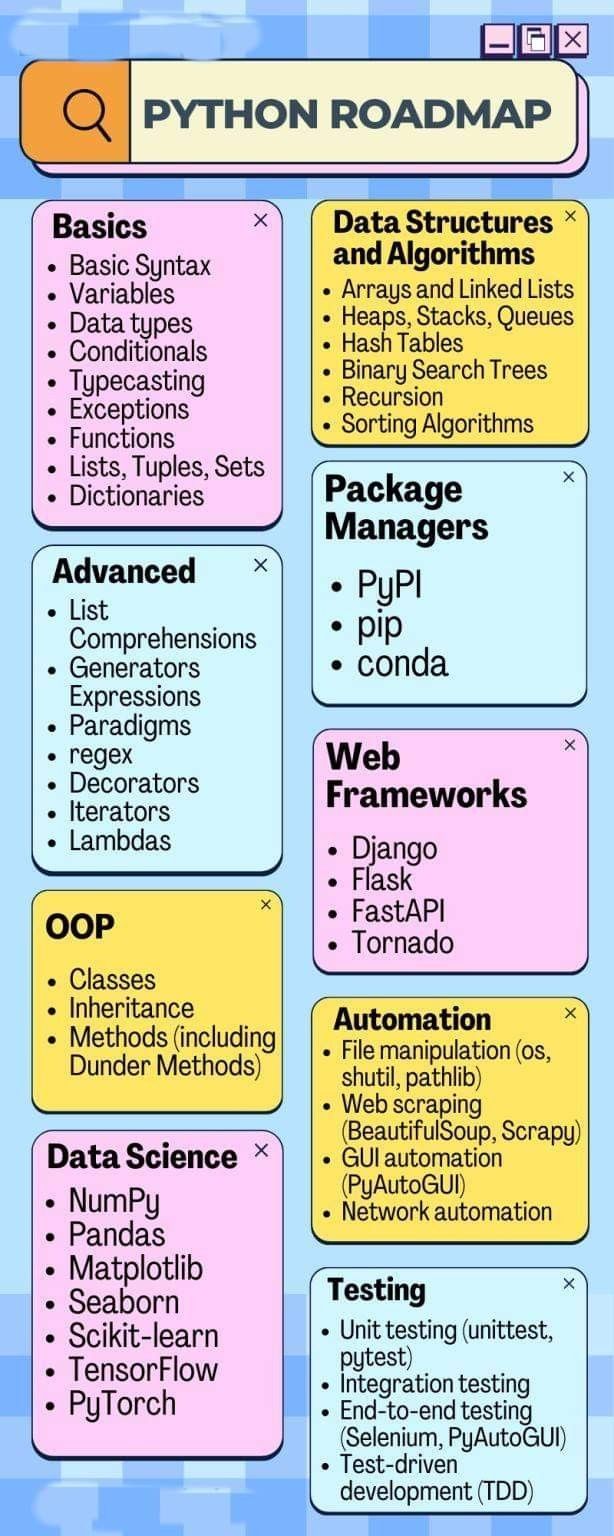 PYTHON ROADMAP
Basics
• Basic Syntax
• Variables
• Data types
• Conditionals
• Typecasting
• Exceptions
• Functions
• Lists, Tuples, Sets
• Dictionaries
Advanced
• List
Comprehensions
• Generators
Expressions
• Paradigms
• regex
• Decorators
• Iterators
• Lambdas
OOP
• Classes
• Inheritance
• Methods (including
Dunder Methods)
Data Science
• NumPy
• Pandas
• Matplotlib
• Seaborn
• Scikit-learn
• TensorFlow
• PyTorch
Data Structures
and Algorithms
• Arrays and Linked Lists
• Heaps, Stacks, Queues
• Hash Tables
• Binary Search Trees
• Recursion
• Sorting Algorithms
Package
Managers
• PyPI
• pip
• conda
Web
Frameworks
• Django
• Flask
• FastAPI
• Tornado
Automation
• File manipulation (os,
shutil, pathlib)
• Web scraping
(BeautifulSoup, Scrapy)
• GUI automation
(PyAutoGUI)
• Network automation
Testing
• Unit testing (unittest,
pytest)
• Integration testing
• End-to-end testing
(Selenium, PyAutoGUI)
• Test-driven
development (TDD)